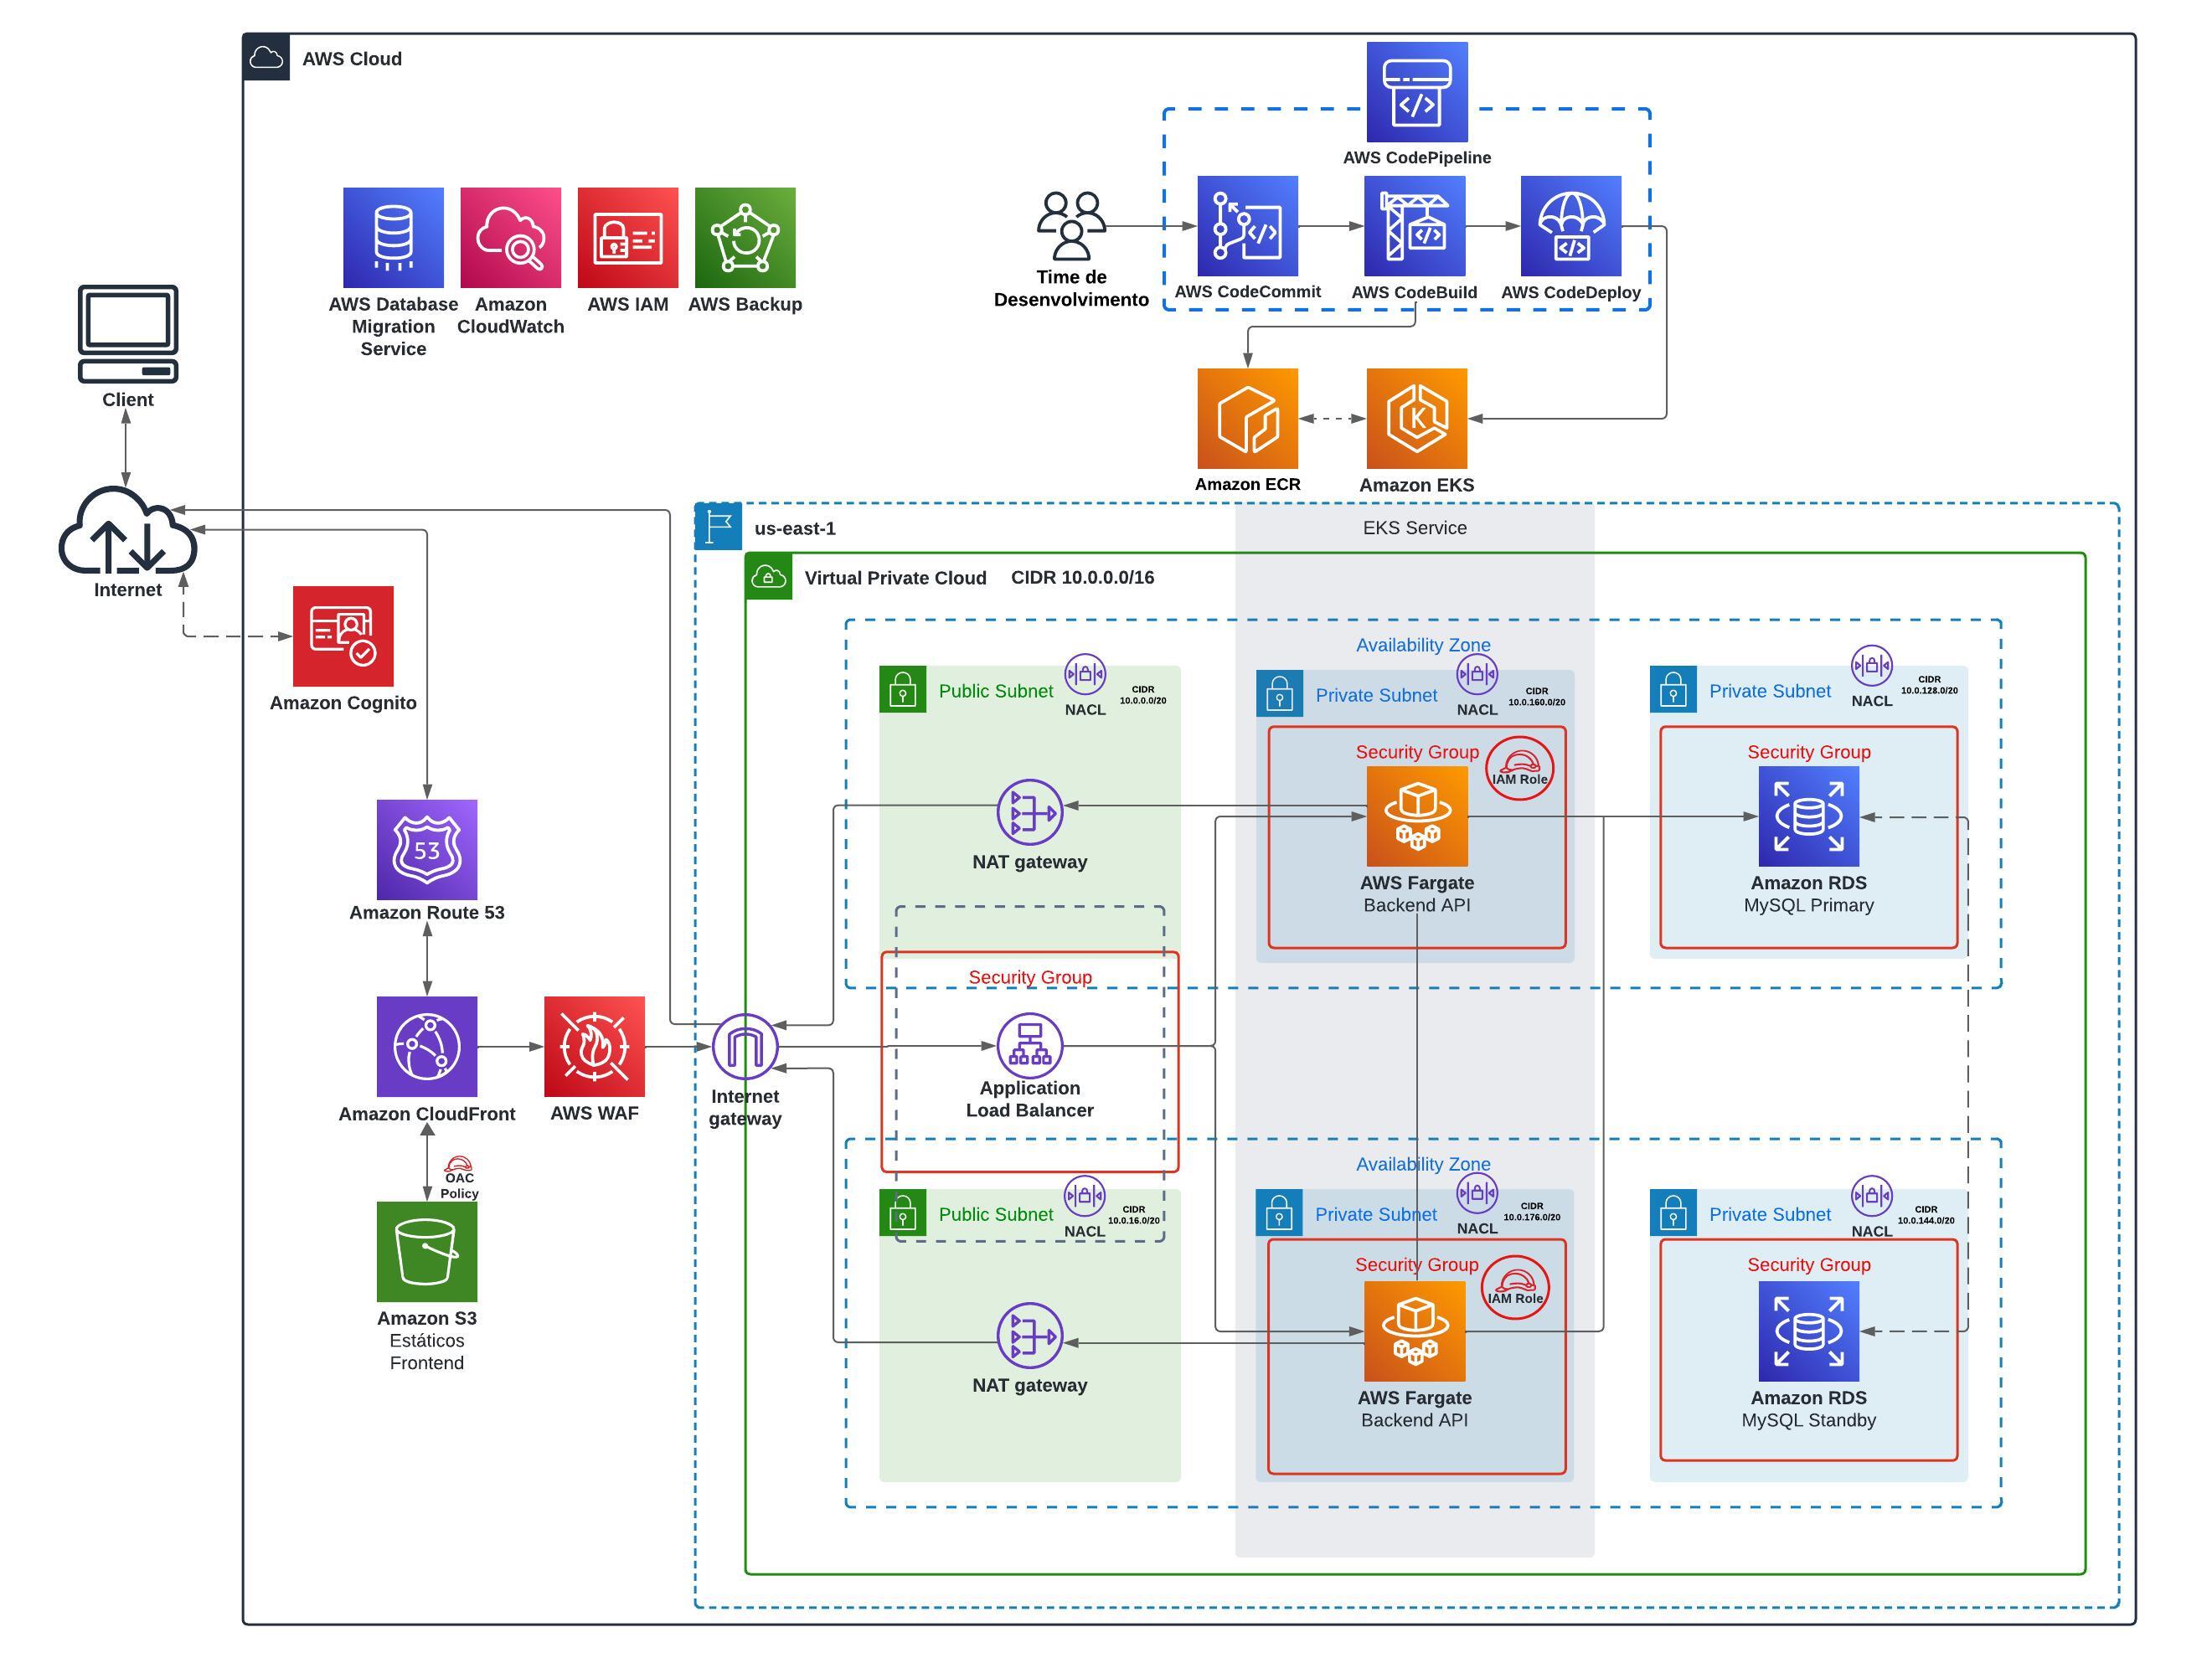 AWS Cloud
AWS CodePipeline
AWS CodeCommit
AWS CodeBuild
AWS CodeDeploy
Time de
Desenvolvimento
AWS Database
Migration
Service
Amazon
CloudWatch
AWS IAM
AWS Backup
Client
Internet
Amazon ECR
Amazon EKS
K
us-east-1
EKS Service
Virtual Private Cloud
CIDR 10.0.0.0/16
Amazon Cognito
Availability Zone
Public Subnet
NACL
CIDR
10.0.0.0/20
Private Subnet
NACL
CIDR
10.0.160.0/20
Private Subnet
NACL
CIDR
10.0.128.0/20
Security Group
IAM Role
Security Group
NAT gateway
AWS Fargate
Backend API
Amazon RDS
MySQL Primary
53
Amazon Route 53
Security Group
Application
Load Balancer
Amazon CloudFront
AWS WAF
Internet
gateway
OAC
Policy
Amazon S3
Estáticos
Frontend
Availability Zone
Public Subnet
NACL
CIDR
10.0.16.0/20
Private Subnet
NACL
CIDR
10.0.176.0/20
Private Subnet
NACL
CIDR
10.0.144.0/20
Security Group
IAM Role
Security Group
NAT gateway
AWS Fargate
Backend API
Amazon RDS
MySQL Standby